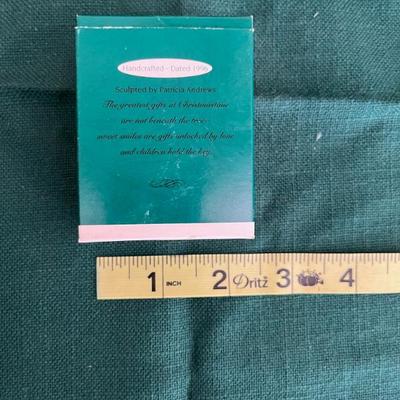 Handcrafted - Dated 1996
Sculpted by Patricia Andrews
The greatest gifts at Christmastime
are not beneath the tree-
sweet smiles are gifts unlocked by love
and children hold the key.
1 INCH 2 Dritz® 3 4